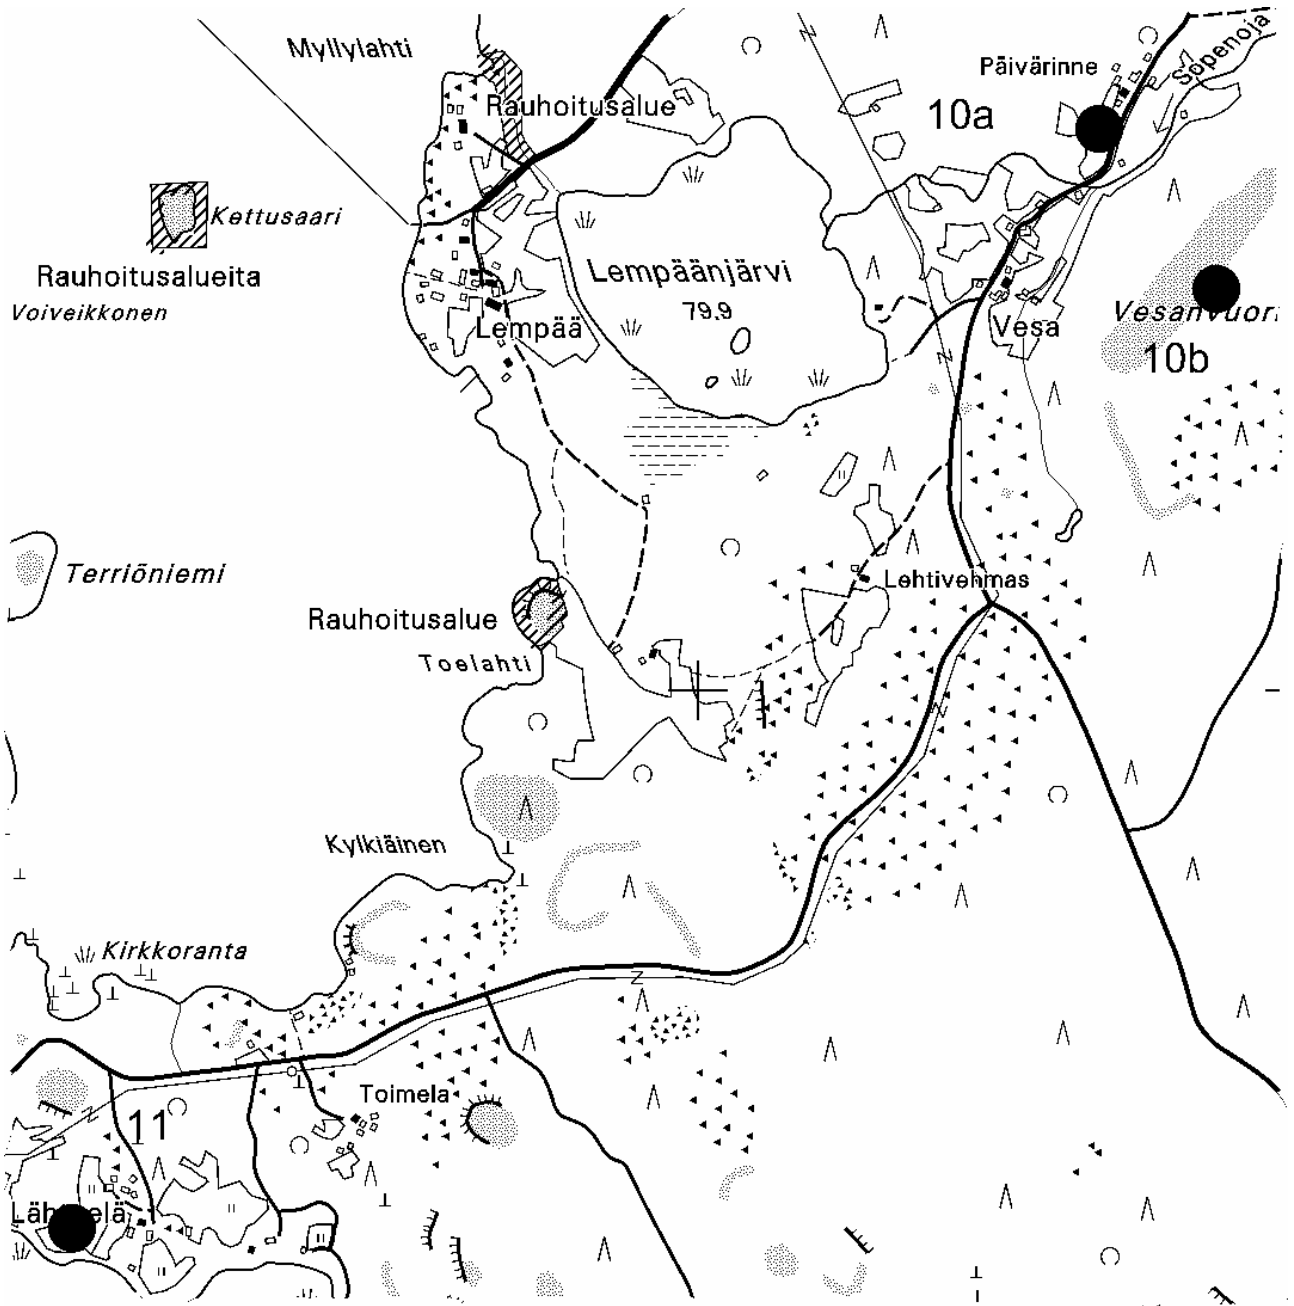 Myllylahti
Päivärinne
Sopenoja
Rauhoitusalue
10a
Kettusaari
Rauhoitusalueita
Voiveikkonen
Lempäänjärvi
79.9
Lempää
Vesa
10b
Terriöniemi
Lehtivehmas
Rauhoitusalue
Toelahti
Kylkiäinen
Kirkkoranta
Toimela
11